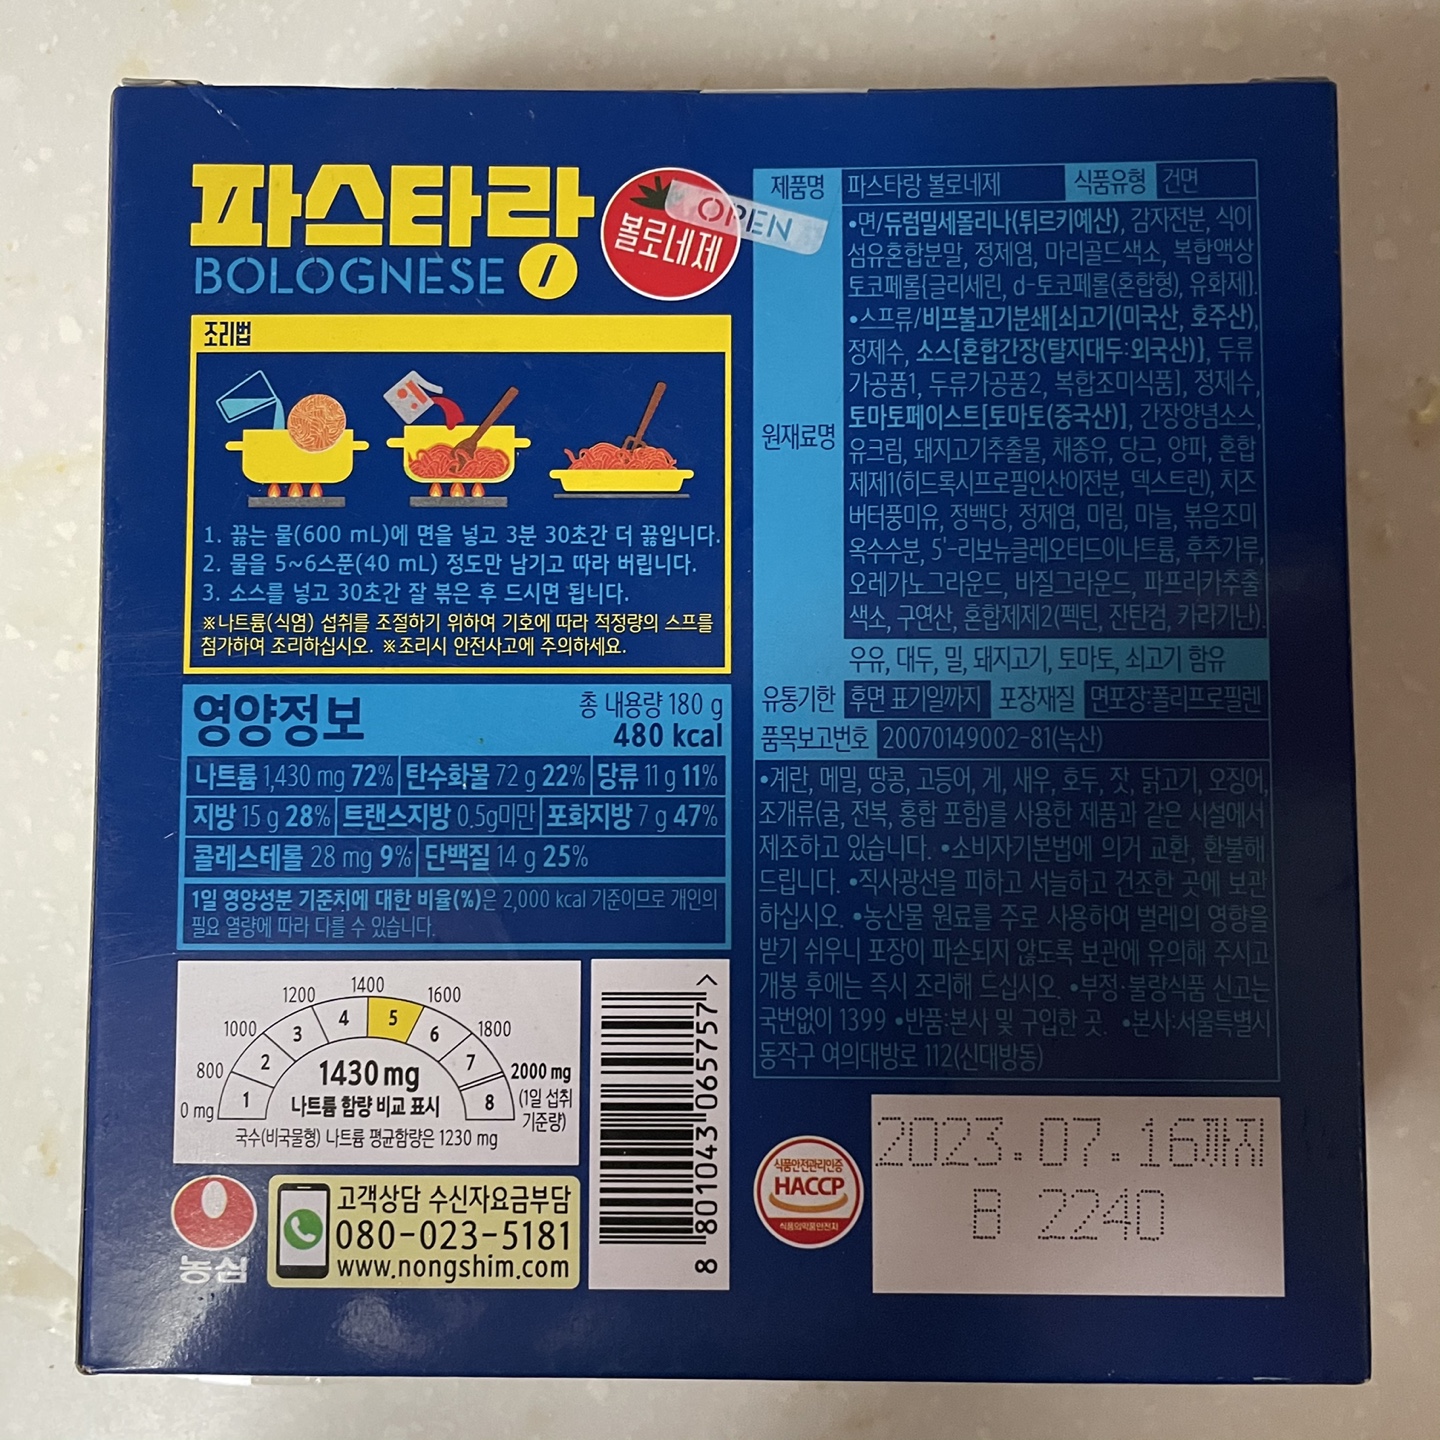 파스타랑
BOLOGNESE
볼로네제
OPEN
조리법
1. 끓는 물(600 mL)에 면을 넣고 3분 30초간 더 끓입니다.
2. 물을 5~6스푼(40 mL) 정도만 남기고 따라 버립니다.
3. 소스를 넣고 30초간 잘 볶은 후 드시면 됩니다.
※나트륨(식염) 섭취를 조절하기 위하여 기호에 따라 적정량의 스프를
첨가하여 조리하십시오. ※조리시 안전사고에 주의하세요.
영양정보
총 내용량 180 g
480 kcal
나트륨 1,430 mg 72% 탄수화물 72 g 22% 당류 11 g 11%
지방 15 g 28% 트랜스지방 0.5g미만 포화지방 7 g 47%
콜레스테롤 28 mg 9% 단백질 14 g 25%
1일 영양성분 기준치에 대한 비율(%)은 2,000 kcal 기준이므로 개인의
필요 열량에 따라 다를 수 있습니다.
0 mg 800 1000 1200 1400 1600 1800 2000 mg
(1일 섭취
기준량)
1 2 3 4 5 6 7 8
1430 mg
나트륨 함량 비교 표시
국수(비국물형) 나트륨 평균함량은 1230 mg
농심
고객상담 수신자요금부담
080-023-5181
www.nongshim.com
8 801043 065757 >
제품명 파스타랑 볼로네제 식품유형 건면
원재료명
•면/듀럼밀세몰리나(튀르키예산), 감자전분, 식이
섬유혼합분말, 정제염, 마리골드색소, 복합액상
토코페롤{글리세린, d-토코페롤(혼합형), 유화제}.
•스프류/비프불고기분쇄[쇠고기(미국산, 호주산),
정제수, 소스{혼합간장(탈지대두:외국산)}, 두류
가공품1, 두류가공품2, 복합조미식품], 정제수,
토마토페이스트[토마토(중국산)], 간장양념소스,
유크림, 돼지고기추출물, 채종유, 당근, 양파, 혼합
제제1(히드록시프로필인산이전분, 덱스트린), 치즈
버터풍미유, 정백당, 정제염, 미림, 마늘, 볶음조미
옥수수분, 5'-리보뉴클레오티드이나트륨, 후추가루,
오레가노그라운드, 바질그라운드, 파프리카추출
색소, 구연산, 혼합제제2(펙틴, 잔탄검, 카라기난).
우유, 대두, 밀, 돼지고기, 토마토, 쇠고기 함유
유통기한 후면 표기일까지 포장재질 면포장:폴리프로필렌
품목보고번호 20070149002-81(녹산)
•계란, 메밀, 땅콩, 고등어, 게, 새우, 호두, 잣, 닭고기, 오징어,
조개류(굴, 전복, 홍합 포함)를 사용한 제품과 같은 시설에서
제조하고 있습니다. •소비자기본법에 의거 교환, 환불해
드립니다. •직사광선을 피하고 서늘하고 건조한 곳에 보관
하십시오. •농산물 원료를 주로 사용하여 벌레의 영향을
받기 쉬우니 포장이 파손되지 않도록 보관에 유의해 주시고
개봉 후에는 즉시 조리해 드십시오. •부정·불량식품 신고는
국번없이 1399 •반품:본사 및 구입한 곳. •본사:서울특별시
동작구 여의대방로 112(신대방동)
식품안전관리인증
HACCP
식품의약품안전처
2023.07.16까지
B 2240